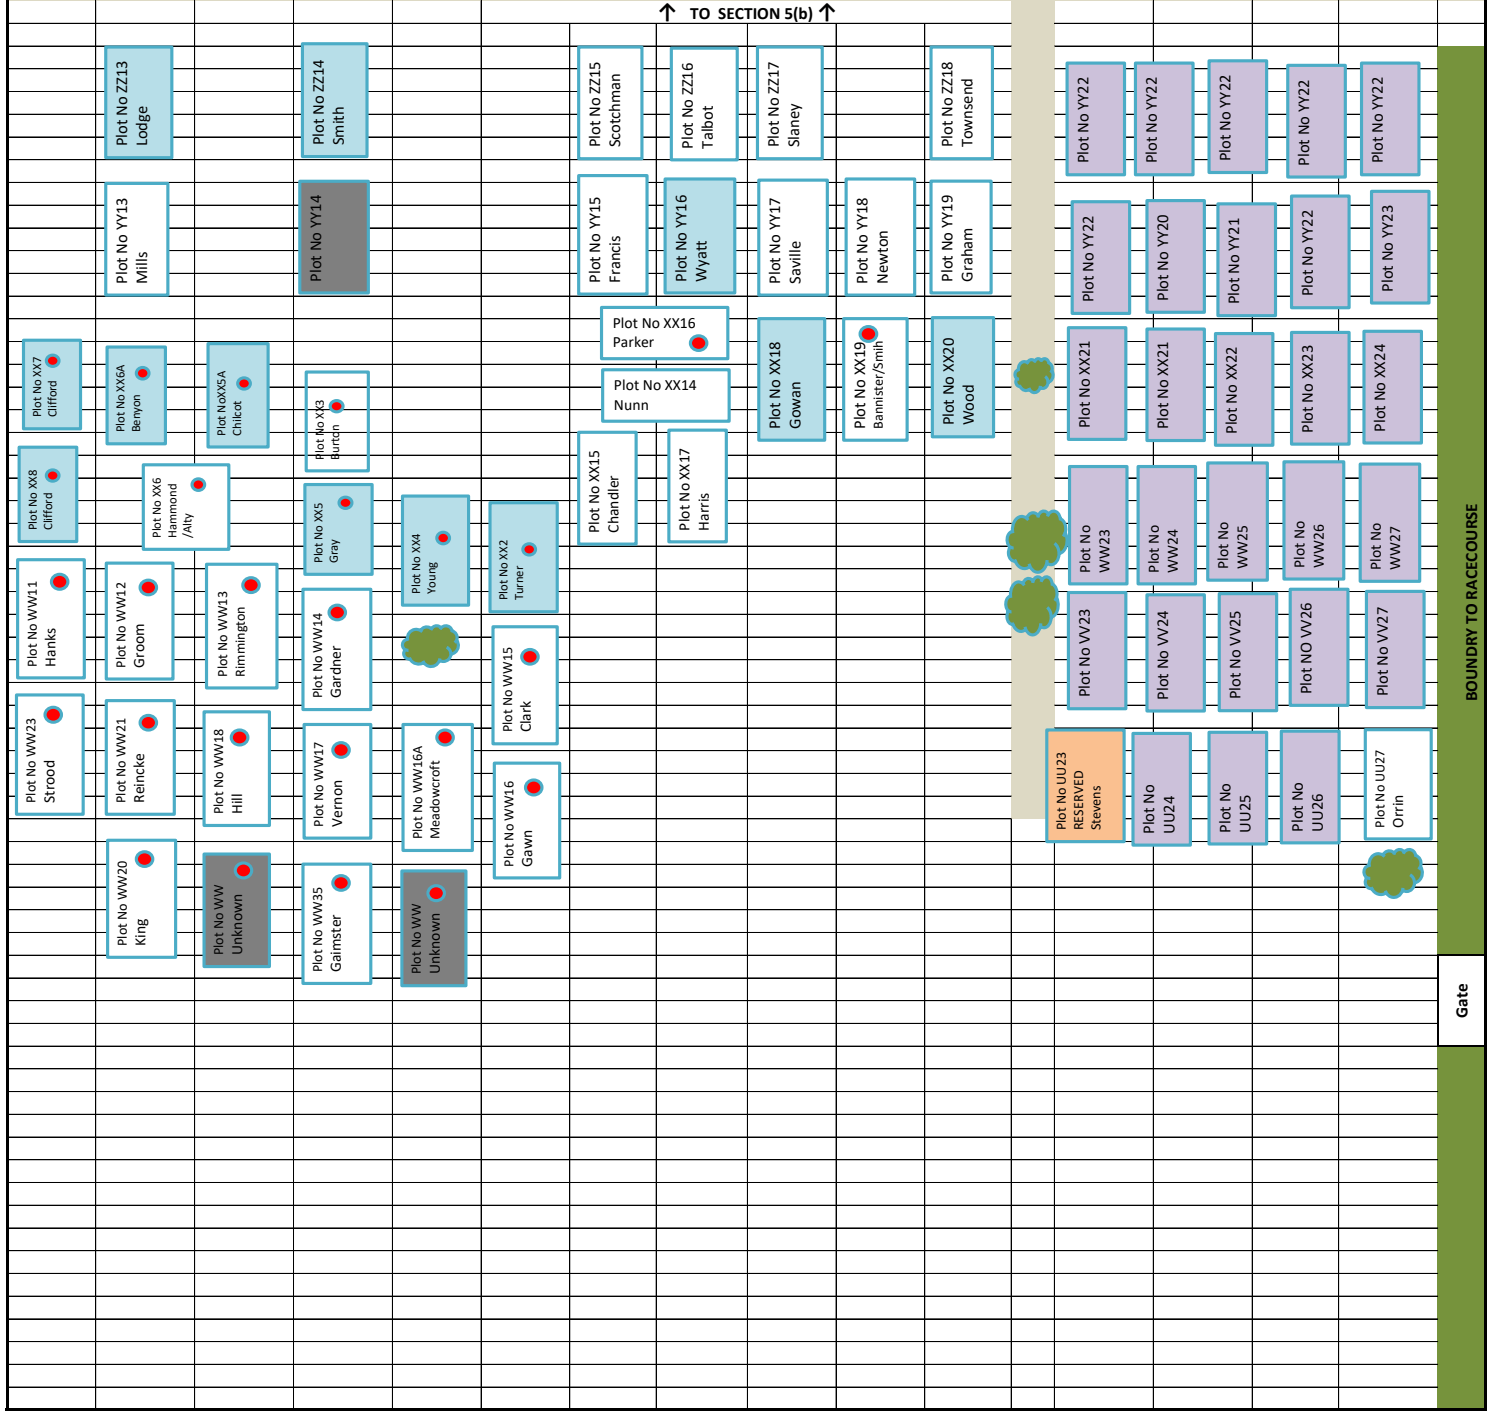 ↑ TO SECTION 5(b) ↑
Plot No ZZ13
Lodge
Plot No ZZ14
Smith
Plot No ZZ15
Scotchman
Plot No ZZ16
Talbot
Plot No ZZ17
Slaney
Plot No ZZ18
Townsend
Plot No YY22
Plot No YY22
Plot No YY22
Plot No YY22
Plot No YY22
Plot No YY13
Mills
Plot No YY14
Plot No YY15
Francis
Plot No YY16
Wyatt
Plot No YY17
Saville
Plot No YY18
Newton
Plot No YY19
Graham
Plot No YY22
Plot No YY20
Plot No YY21
Plot No YY22
Plot No YY23
Plot No XX7
Clifford
Plot No XX6A
Benyon
Plot NoXX5A
Chilcot
Plot No XX3
Burton
Plot No XX16
Parker
Plot No XX14
Nunn
Plot No XX18
Gowan
Plot No XX19
Bannister/Smih
Plot No XX20
Wood
Plot No XX21
Plot No XX21
Plot No XX22
Plot No XX23
Plot No XX24
Plot No XX8
Clifford
Plot No XX6
Hammond
/Alty
Plot No XX5
Gray
Plot No XX4
Young
Plot No XX2
Turner
Plot No XX15
Chandler
Plot No XX17
Harris
Plot No
WW23
Plot No
WW24
Plot No
WW25
Plot No
WW26
Plot No
WW27
Plot No WW11
Hanks
Plot No WW12
Groom
Plot No WW13
Rimmington
Plot No WW14
Gardner
Plot No WW15
Clark
Plot No VV23
Plot No VV24
Plot No VV25
Plot NO VV26
Plot No VV27
Plot No WW23
Strood
Plot No WW21
Reincke
Plot No WW18
Hill
Plot No WW17
Vernon
Plot No WW16A
Meadowcroft
Plot No WW16
Gawn
Plot No UU23
RESERVED
Stevens
Plot No
UU24
Plot No
UU25
Plot No
UU26
Plot No UU27
Orrin
Plot No WW20
King
Plot No WW
Unknown
Plot No WW35
Gaimster
Plot No WW
Unknown
BOUNDRY TO RACECOURSE
Gate